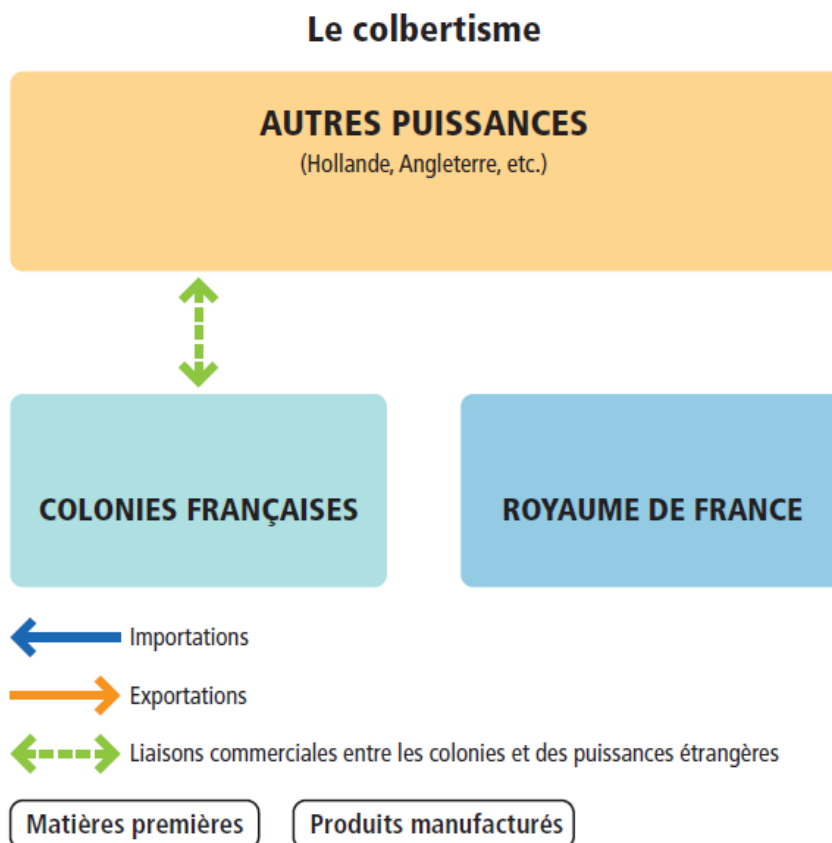 Le colbertisme
AUTRES PUISSANCES
(Hollande, Angleterre, etc.)
COLONIES FRANÇAISES
ROYAUME DE FRANCE
Importations
Exportations
Liaisons commerciales entre les colonies et des puissances étrangères
Matières premières
Produits manufacturés